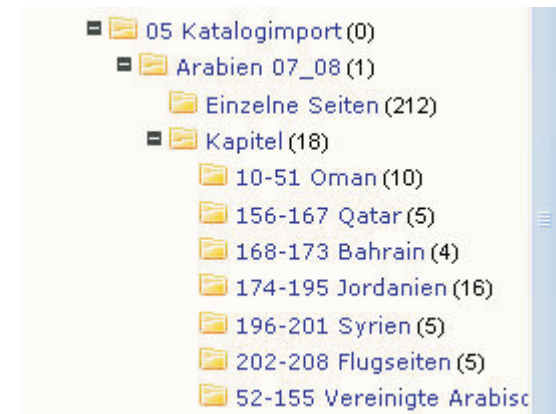 05 Katalogimport (0)
Arabien 07_08 (1)
Einzelne Seiten (212)
Kapitel (18)
10-51 Oman (10)
156-167 Qatar (5)
168-173 Bahrain (4)
174-195 Jordanien (16)
196-201 Syrien (5)
202-208 Flugseiten (5)
52-155 Vereinigte Arabisc